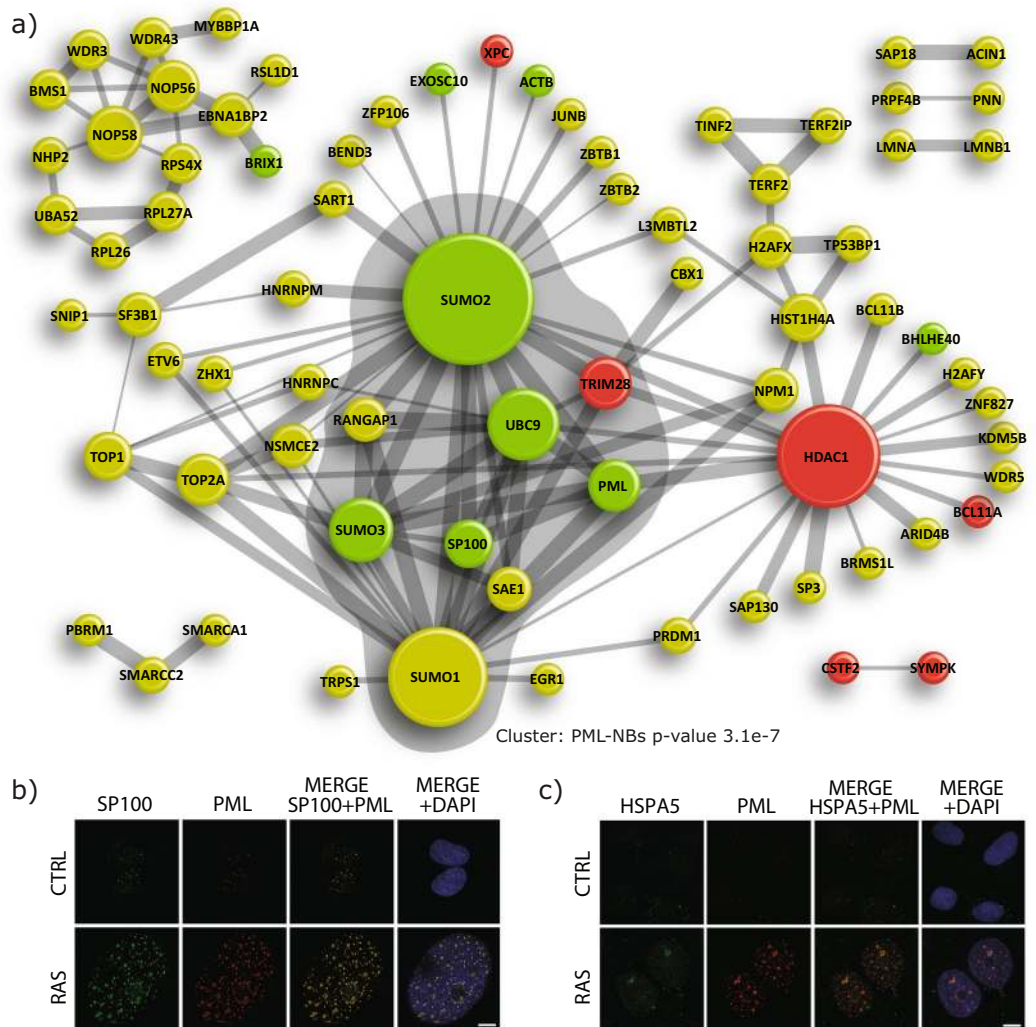 a)
MYBBP1A
WDR43
WDR3
RSL1D1
NOP56
BMS1
EBNA1BP2
NOP58
NHP2
RPS4X
BRIX1
UBA52
RPL27A
RPL26
XPC
EXOSC10
ACTB
ZFP106
JUNB
BEND3
ZBTB1
ZBTB2
SART1
L3MBTL2
SAP18
ACIN1
PRPF4B
PNN
LMNA
LMNB1
TINF2
TERF2IP
TERF2
H2AFX
TP53BP1
CBX1
SUMO2
HNRNPM
SNIP1
SF3B1
HIST1H4A
BCL11B
BHLHE40
ETV6
ZHX1
HNRNPC
TRIM28
NPM1
H2AFY
ZNF827
RANGAP1
UBC9
NSMCE2
KDM5B
TOP1
TOP2A
HDAC1
WDR5
PML
BCL11A
SUMO3
SP100
ARID4B
BRMS1L
SAE1
SP3
SAP130
PBRM1
SMARCA1
SMARCC2
PRDM1
TRPS1
SUMO1
EGR1
CSTF2
SYMPK
Cluster: PML-NBs p-value 3.1e-7
b)
SP100
PML
MERGE
SP100+PML
MERGE
+DAPI
CTRL
RAS
c)
HSPA5
PML
MERGE
HSPA5+PML
MERGE
+DAPI
CTRL
RAS